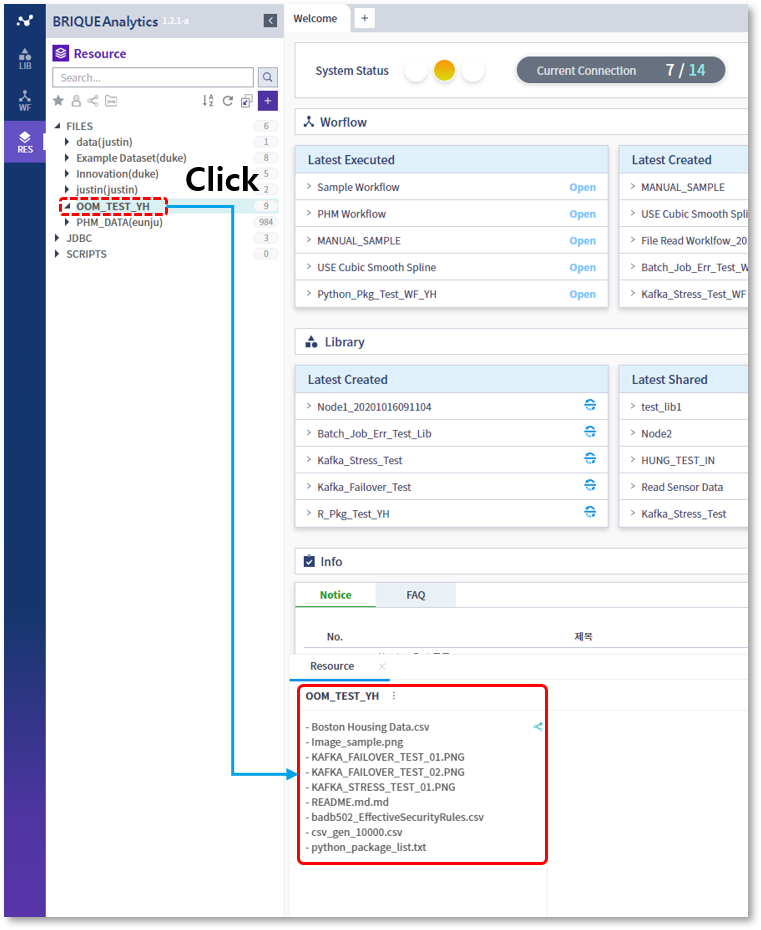 BRIQUEAnalytics 1.2.1-a
LIB
WF
RES
Resource
Search...
FILES 6
data(justin) 1
Example Dataset(duke) 8
Innovation(duke) 5
justin(justin) 2
OOM_TEST_YH 9
PHM_DATA(eunju) 984
JDBC 3
SCRIPTS 0
Click
Welcome
System Status
Current Connection 7 / 14
Worflow
Latest Executed
Sample Workflow Open
PHM Workflow Open
MANUAL_SAMPLE Open
USE Cubic Smooth Spline Open
Python_Pkg_Test_WF_YH Open
Latest Created
MANUAL_SAMPLE
USE Cubic Smooth Spli
File Read Worklfow_20
Batch_Job_Err_Test_W
Kafka_Stress_Test_WF
Library
Latest Created
Node1_20201016091104
Batch_Job_Err_Test_Lib
Kafka_Stress_Test
Kafka_Failover_Test
R_Pkg_Test_YH
Latest Shared
test_lib1
Node2
HUNG_TEST_IN
Read Sensor Data
Kafka_Stress_Test
Info
Notice FAQ
No. 제목
Resource
OOM_TEST_YH
- Boston Housing Data.csv
- Image_sample.png
- KAFKA_FAILOVER_TEST_01.PNG
- KAFKA_FAILOVER_TEST_02.PNG
- KAFKA_STRESS_TEST_01.PNG
- README.md.md
- badb502_EffectiveSecurityRules.csv
- csv_gen_10000.csv
- python_package_list.txt